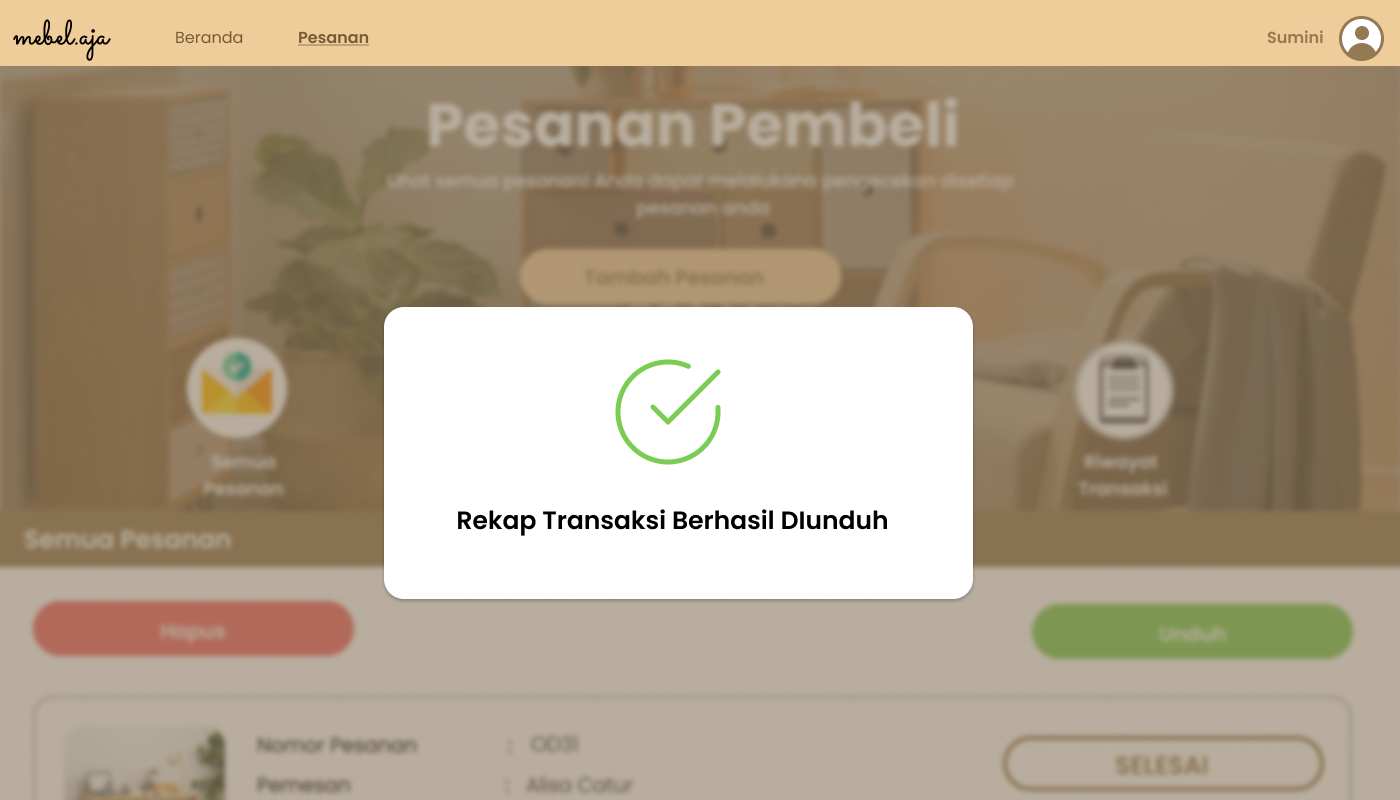 mebel.aja
Beranda
Pesanan
Sumini
Pesanan Pembeli
Lihat semua pesanan! Anda dapat melalukana pengecekan disetiap
pesanan anda
Tambah Pesanan
Semua
Pesanan
Riwayat
Transaksi
Rekap Transaksi Berhasil DIunduh
Semua Pesanan
Hapus
Unduh
Nomor Pesanan : OD31
SELESAI
Pemesan : Alisa Catur